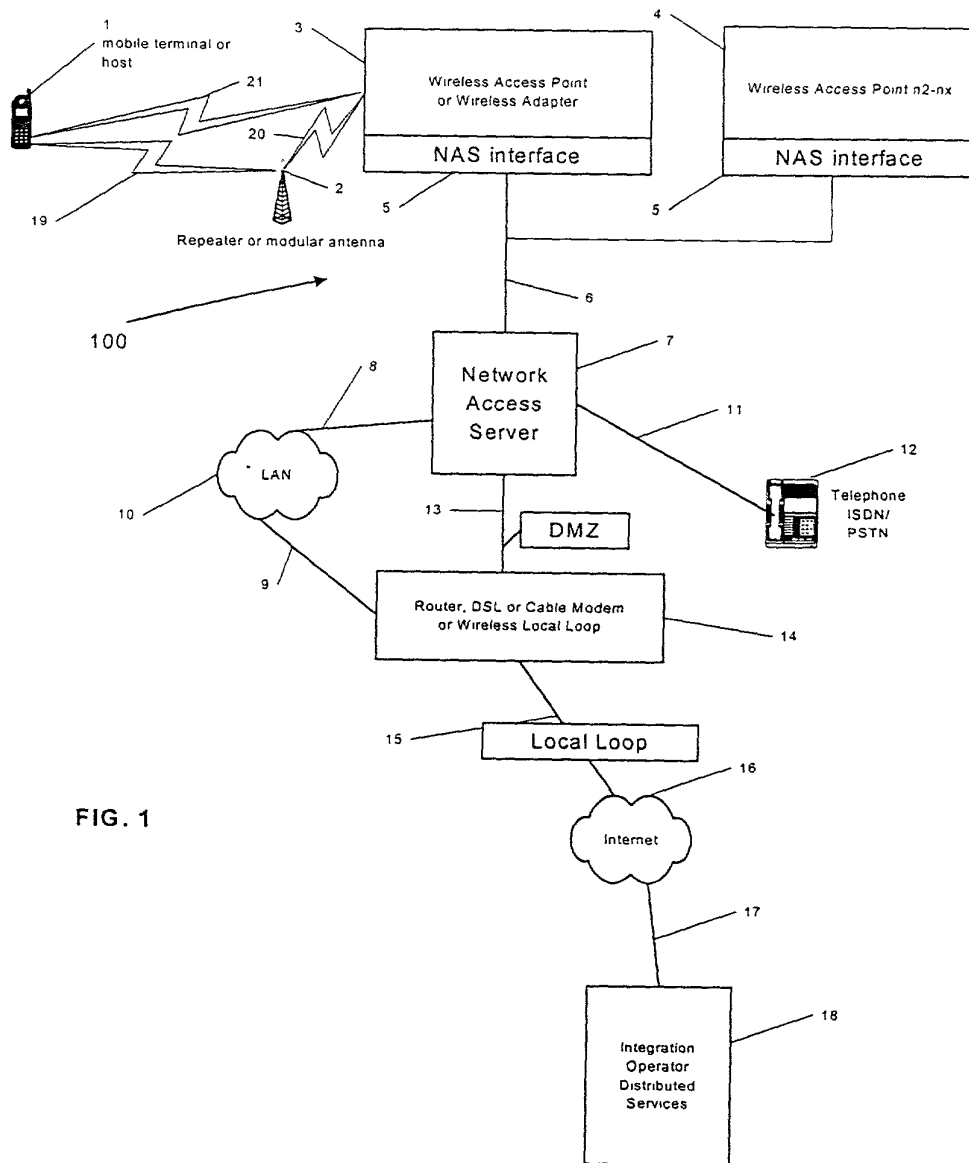 1
mobile terminal or
host
21
20
19
2
Repeater or modular antenna
100
3
Wireless Access Point
or Wireless Adapter
NAS interface
5
4
Wireless Access Point n2-nx
NAS interface
5
6
7
Network
Access
Server
8
LAN
10
9
11
12
Telephone
ISDN/
PSTN
13
DMZ
Router, DSL or Cable Modem
or Wireless Local Loop
14
15
Local Loop
16
Internet
FIG. 1
17
18
Integration
Operator
Distributed
Services